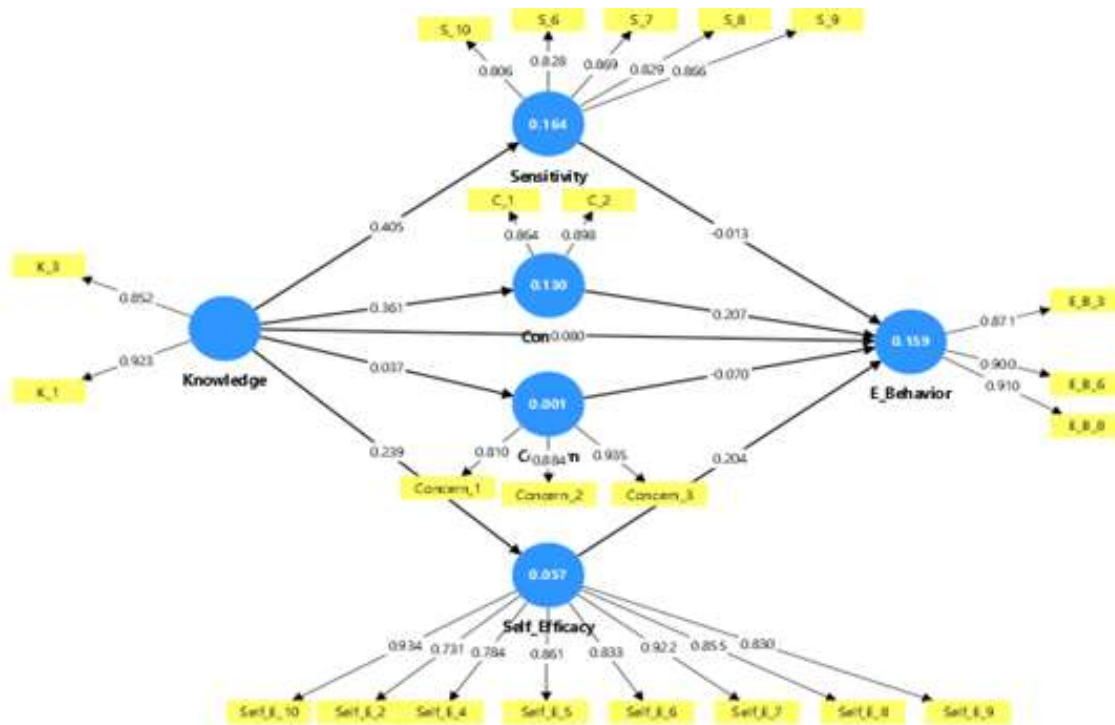 S_10
S_6
S_7
S_8
S_9
0.806
0.828
0.869
0.829
0.866
0.164
Sensitivity
C_1
C_2
0.864
0.898
0.405
-0.013
K_3
0.852
0.130
0.361
0.207
Con
0.080
E_B_3
0.871
0.159
0.900
E_B_6
0.910
E_B_8
E_Behavior
0.923
K_1
Knowledge
0.037
-0.070
0.001
0.239
0.810
0.884
0.935
0.204
Concern_1
Concern_2
Concern_3
0.057
Self_Efficacy
0.934
0.731
0.784
0.861
0.833
0.922
0.855
0.830
Self_E_10
Self_E_2
Self_E_4
Self_E_5
Self_E_6
Self_E_7
Self_E_8
Self_E_9